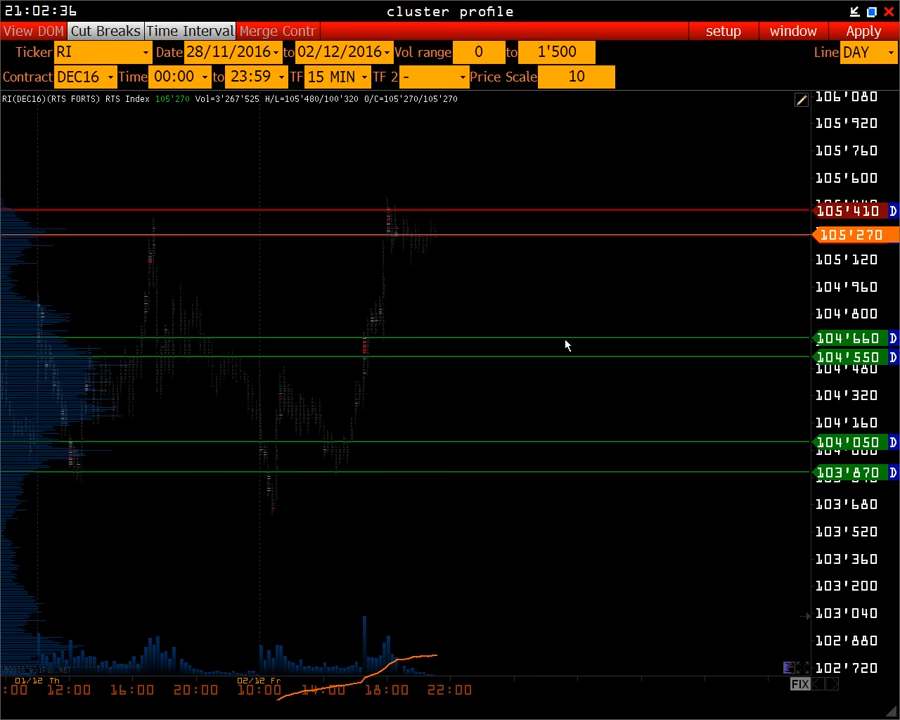 21:02:36 cluster profile
View DOM Cut Breaks Time Interval Merge Contr setup window Apply
Ticker RI Date 28/11/2016 to 02/12/2016 Vol range 0 to 1'500 Line DAY
Contract DEC16 Time 00:00 to 23:59 TF 15 MIN TF 2 - Price Scale 10
RI(DEC16)(RTS FORTS) RTS Index 105'270 Vol=3'267'525 H/L=105'480/100'320 O/C=105'270/105'270
106'080
105'920
105'760
105'600
105'410 D
105'270
105'120
104'960
104'800
104'660 D
104'550 D
104'480
104'320
104'160
104'050 D
103'870 D
103'680
103'520
103'360
103'200
103'040
102'880
102'720
01/12 Th 02/12 Fr
:00 12:00 16:00 20:00 10:00 14:00 18:00 22:00
FIX